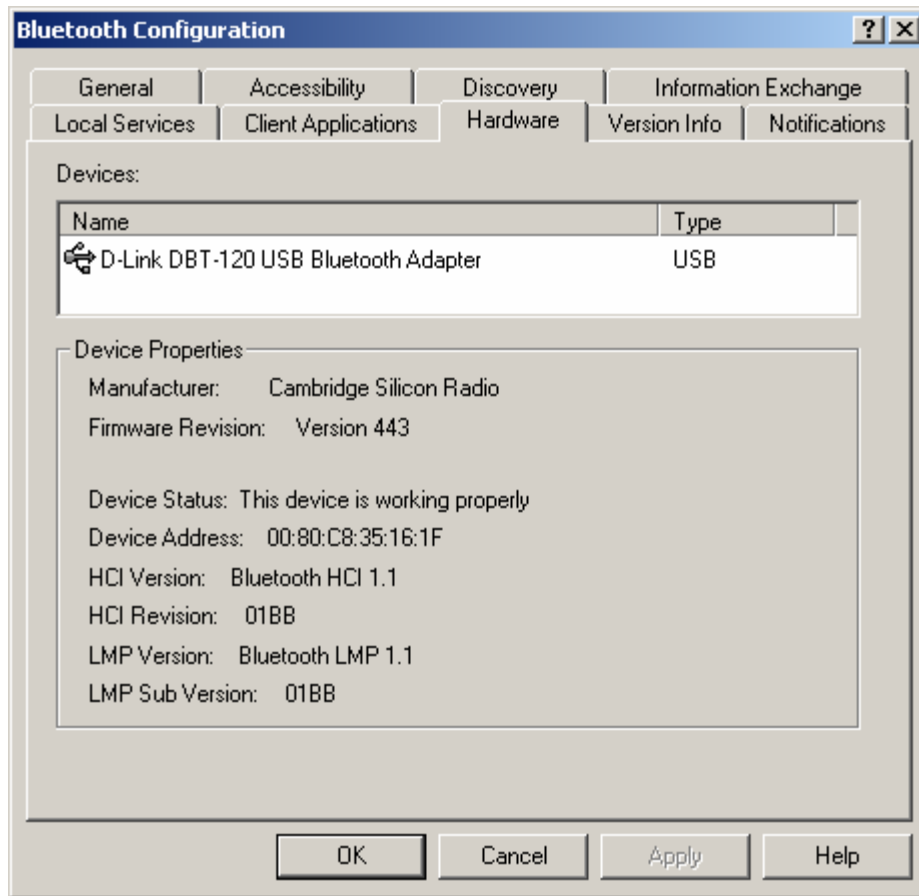 Bluetooth Configuration
General Accessibility Discovery Information Exchange
Local Services Client Applications Hardware Version Info Notifications
Devices:
Name Type
D-Link DBT-120 USB Bluetooth Adapter USB
Device Properties
Manufacturer: Cambridge Silicon Radio
Firmware Revision: Version 443
Device Status: This device is working properly
Device Address: 00:80:C8:35:16:1F
HCI Version: Bluetooth HCI 1.1
HCI Revision: 01BB
LMP Version: Bluetooth LMP 1.1
LMP Sub Version: 01BB
OK Cancel Apply Help